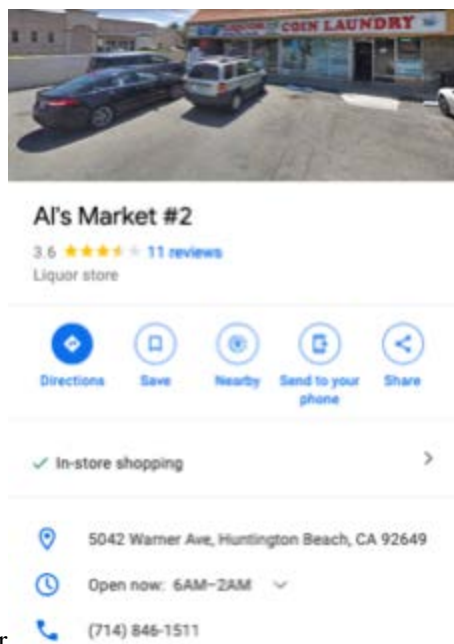 COIN LAUNDRY
Al's Market #2
3.6 11 reviews
Liquor store
Directions
Save
Nearby
Send to your phone
Share
In-store shopping
5042 Warner Ave, Huntington Beach, CA 92649
Open now: 6AM–2AM
(714) 846-1511
r